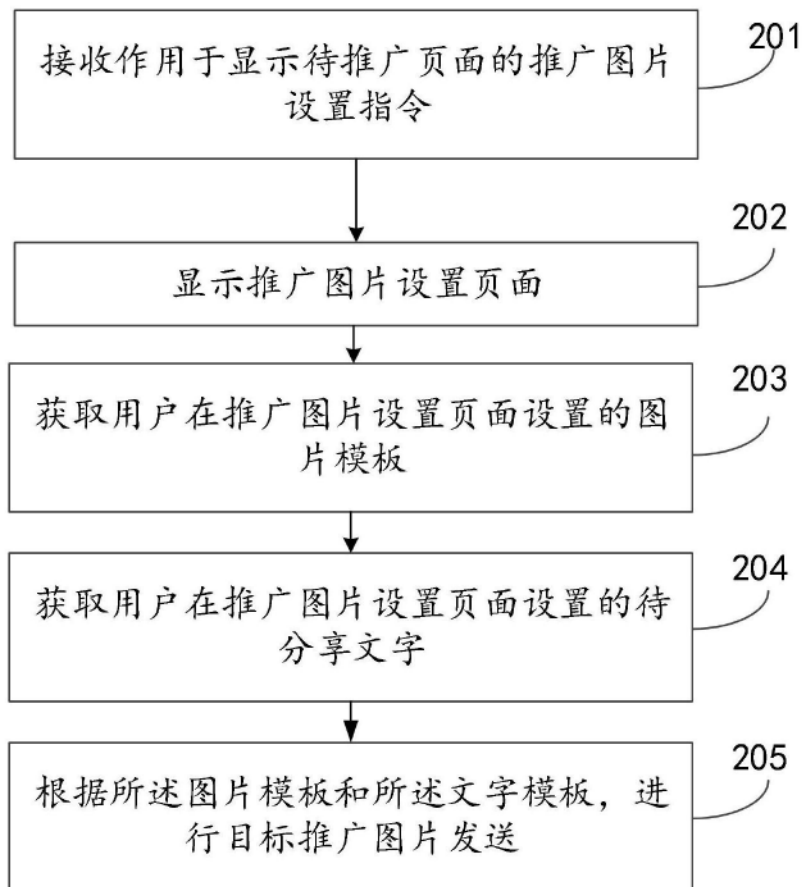 接收作用于显示待推广页面的推广图片
设置指令
201
显示推广图片设置页面
202
获取用户在推广图片设置页面设置的图
片模板
203
获取用户在推广图片设置页面设置的待
分享文字
204
根据所述图片模板和所述文字模板，进
行目标推广图片发送
205